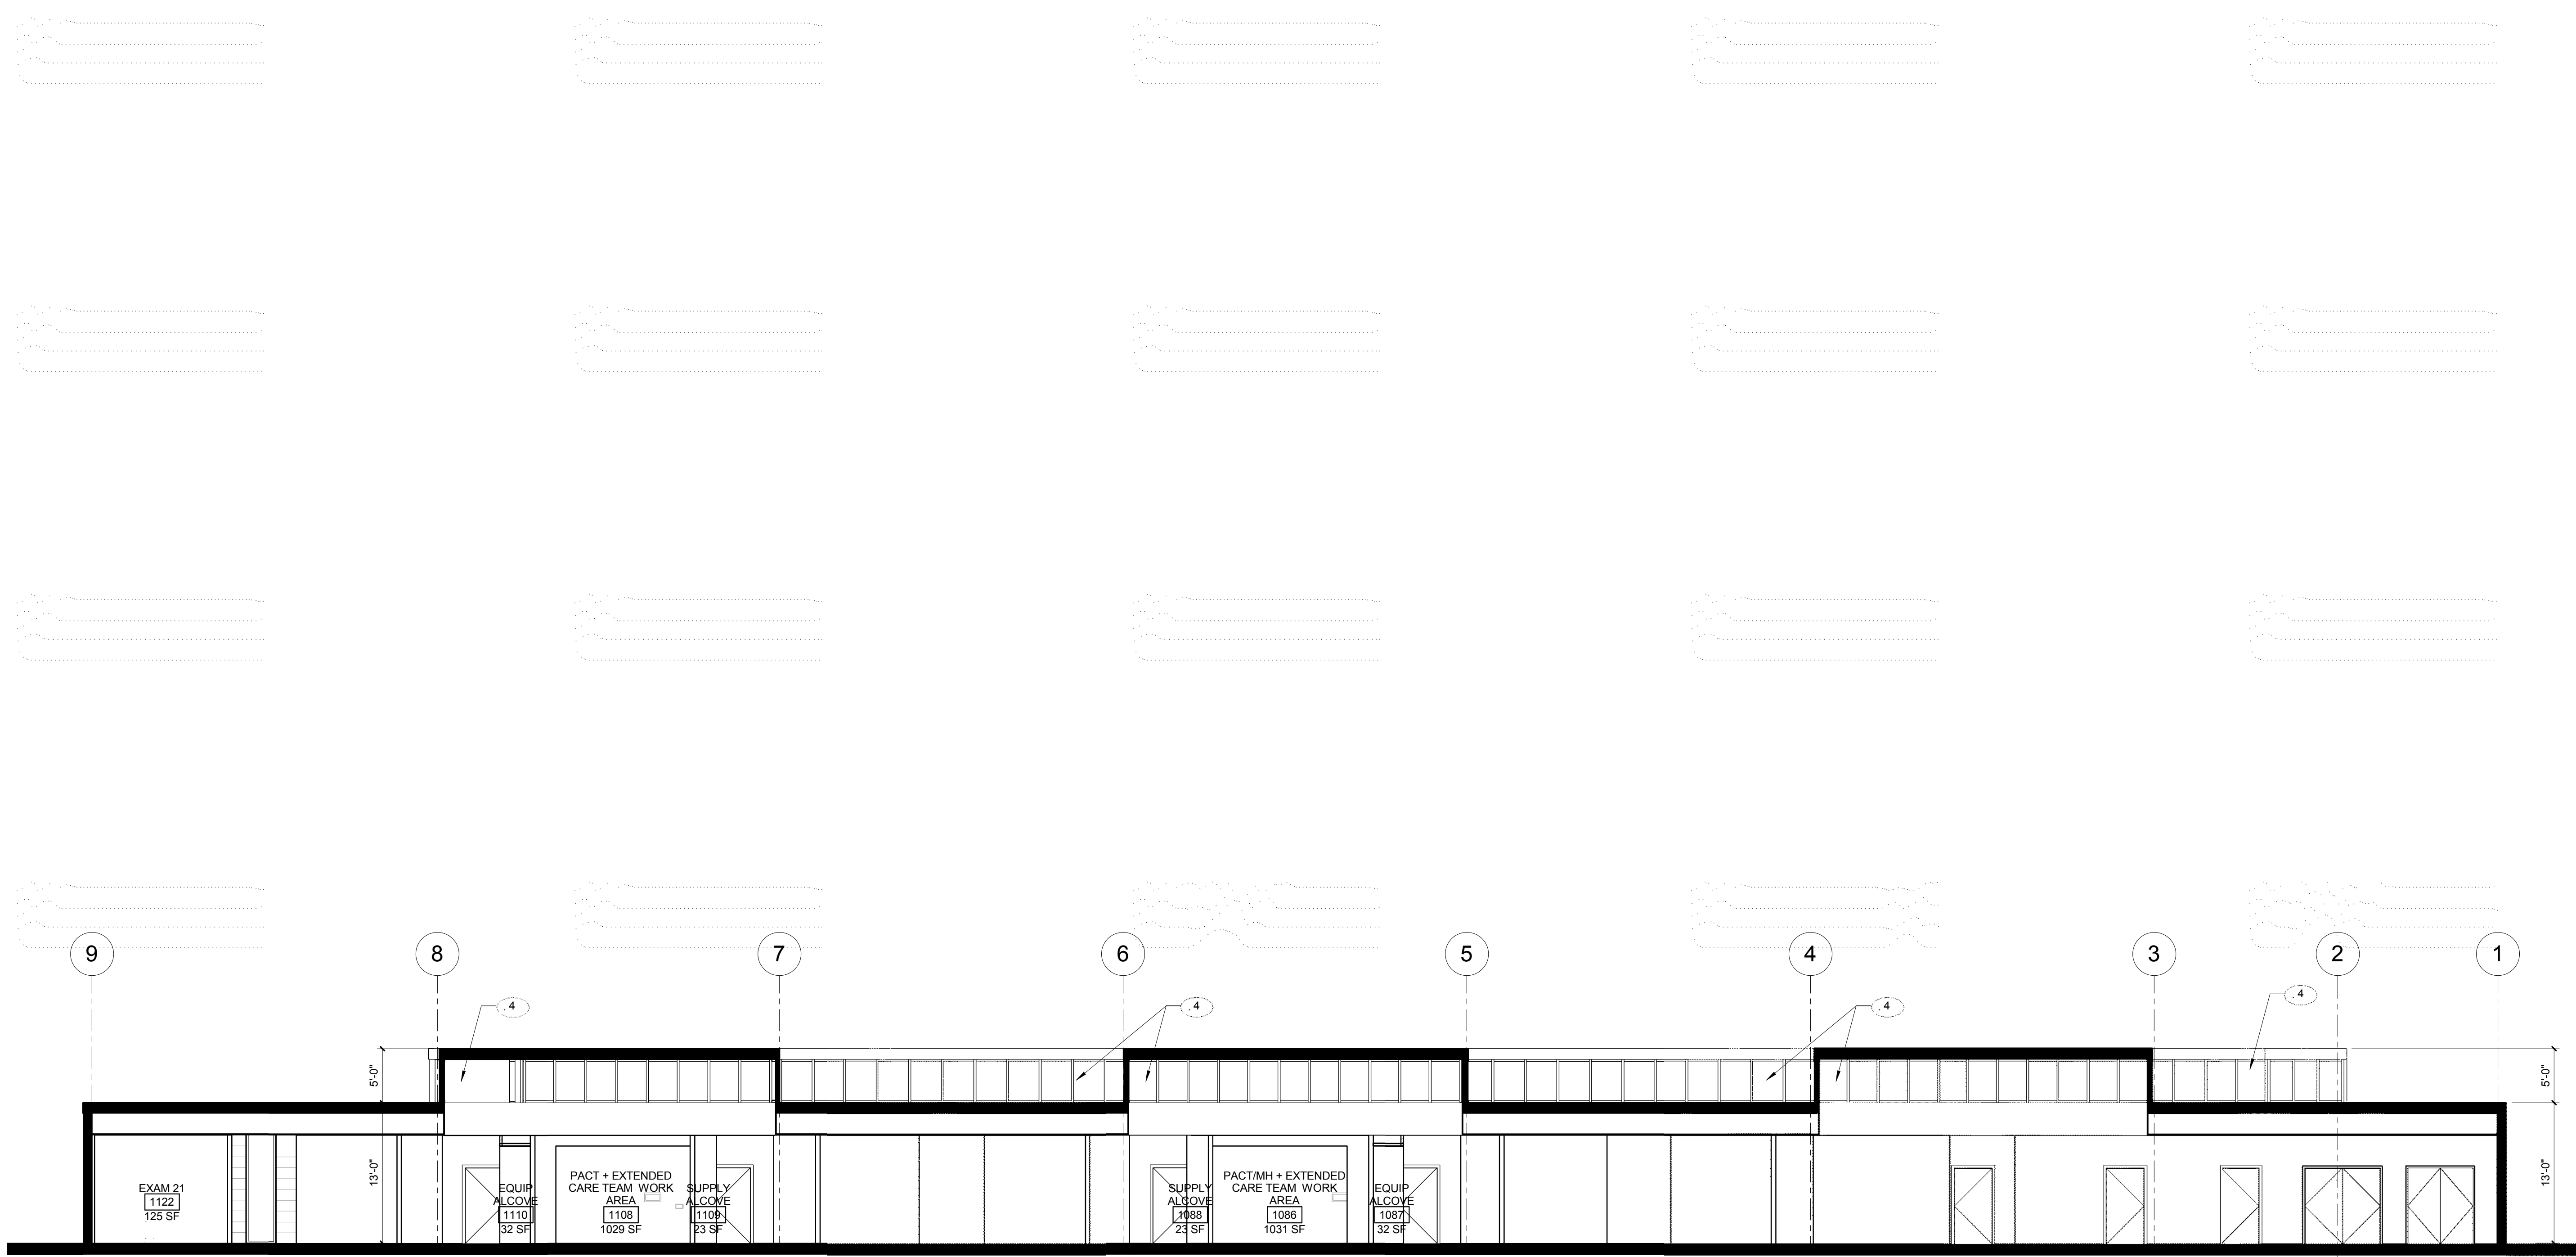 9
8
7
6
5
4
3
2
1
.4
.4
.4
.4
5'-0"
13'-0"
5'-0"
13'-0"
EXAM 21
1122
125 SF
EQUIP
ALCOVE
1110
32 SF
PACT + EXTENDED
CARE TEAM WORK
AREA
1108
1029 SF
SUPPLY
ALCOVE
1109
23 SF
SUPPLY
ALCOVE
1088
23 SF
PACT/MH + EXTENDED
CARE TEAM WORK
AREA
1086
1031 SF
EQUIP
ALCOVE
1087
32 SF